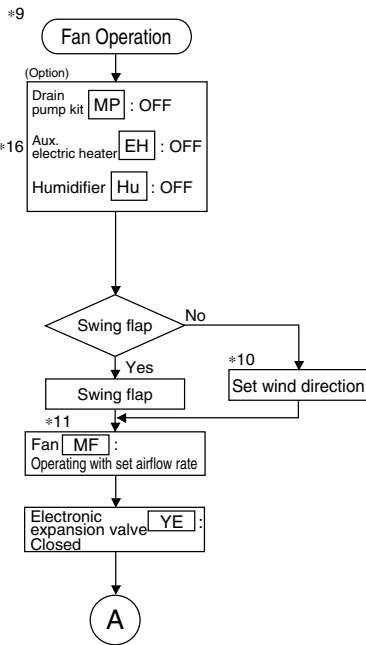 *9
Fan Operation
(Option)
Drain
pump kit MP : OFF
*16 Aux.
electric heater EH : OFF
Humidifier Hu : OFF
Swing flap
No
Yes
*10
Set wind direction
Swing flap
*11
Fan MF :
Operating with set airflow rate
Electronic
expansion valve YE :
Closed
A